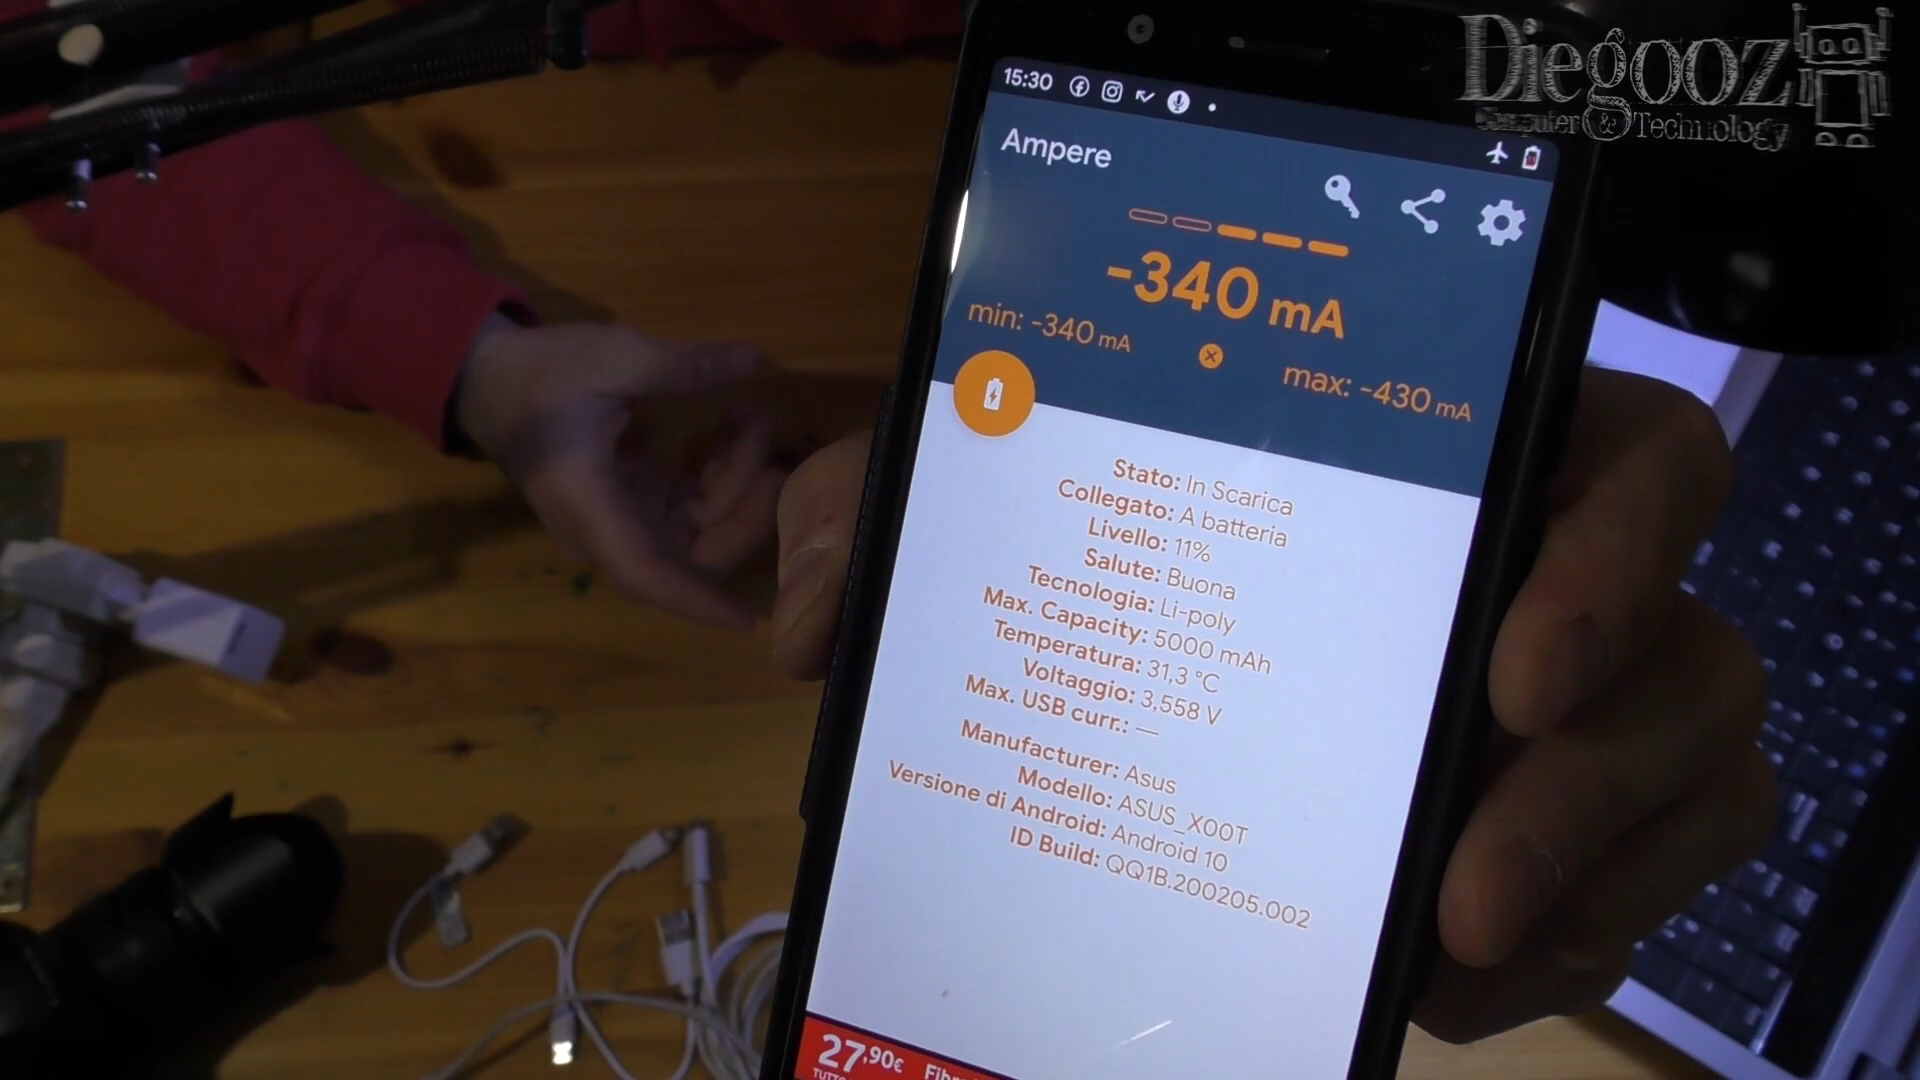 Diegooz
Computer & Technology
15:30
Ampere
-340 mA
min: -340 mA
max: -430 mA
Stato: In Scarica
Collegato: A batteria
Livello: 11%
Salute: Buona
Tecnologia: Li-poly
Max. Capacity: 5000 mAh
Temperatura: 31,3 °C
Voltaggio: 3,558 V
Max. USB curr.: —
Manufacturer: Asus
Modello: ASUS_X00T
Versione di Android: Android 10
ID Build: QQ1B.200205.002
27,90€